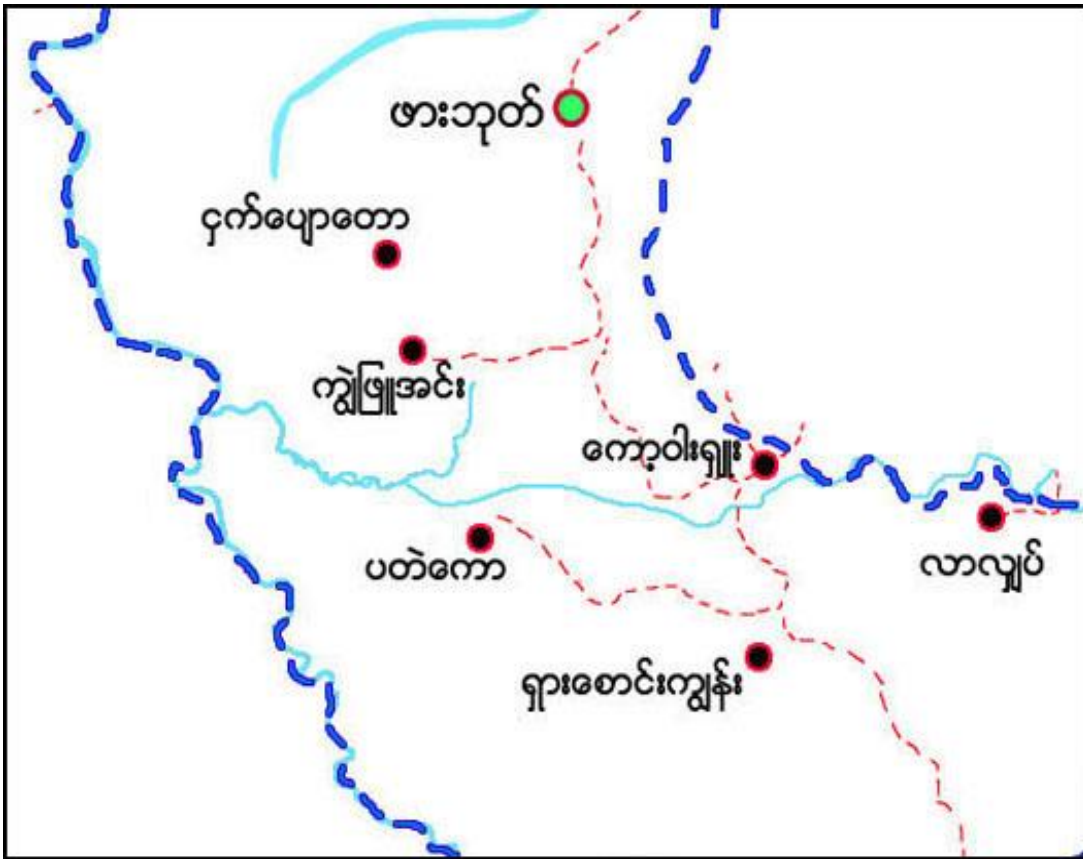 ဖားဘုတ်
ငှက်ပျောတော
ကျွဲဖြူအင်း
ကော့ဝါးရှူး
ပတဲကော
လာလျှပ်
ရှားစောင်းကျွန်း